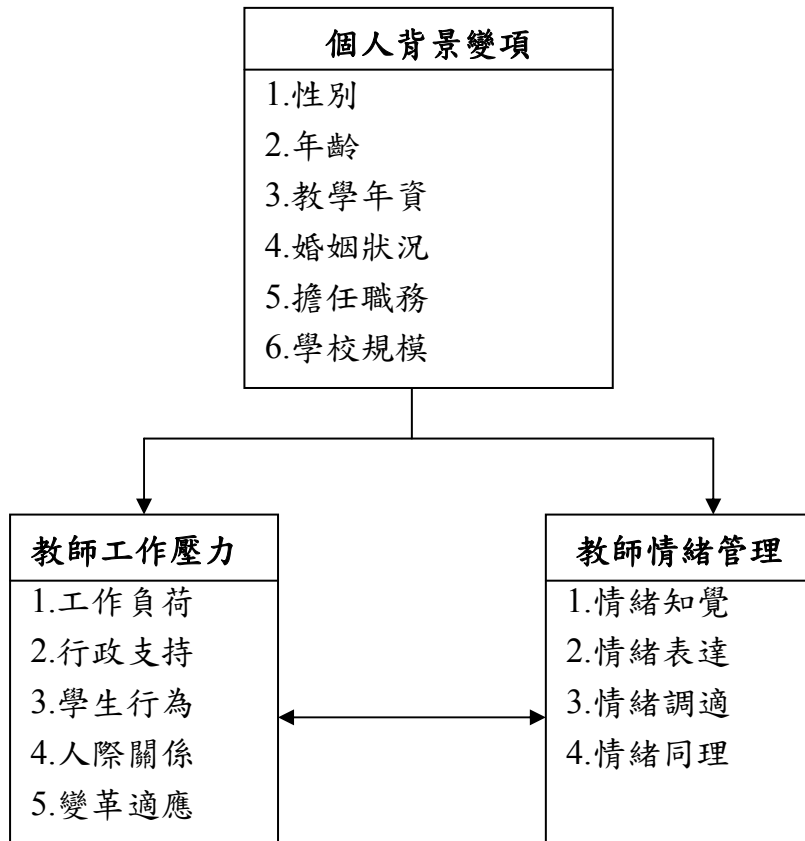 個人背景變項
1.性別
2.年齡
3.教學年資
4.婚姻狀況
5.擔任職務
6.學校規模
教師工作壓力
1.工作負荷
2.行政支持
3.學生行為
4.人際關係
5.變革適應
教師情緒管理
1.情緒知覺
2.情緒表達
3.情緒調適
4.情緒同理